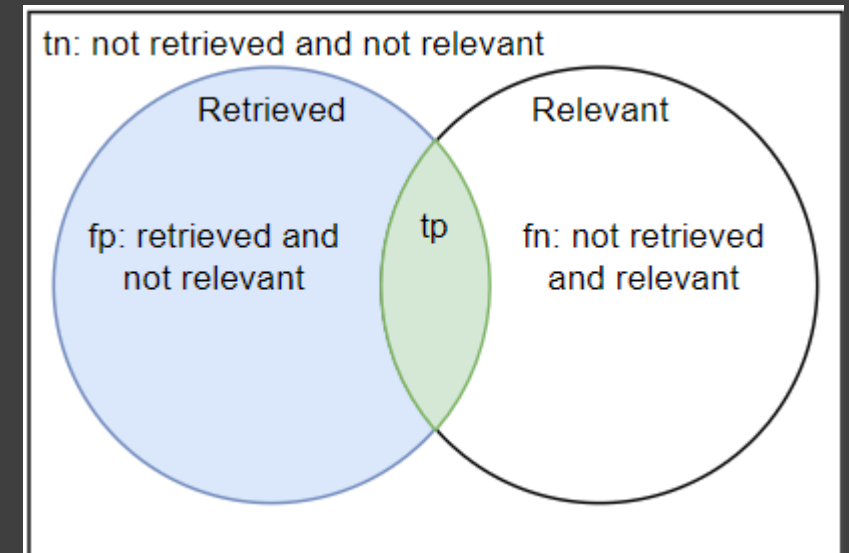 tn: not retrieved and not relevant
Retrieved
Relevant
fp: retrieved and
not relevant
tp
fn: not retrieved
and relevant